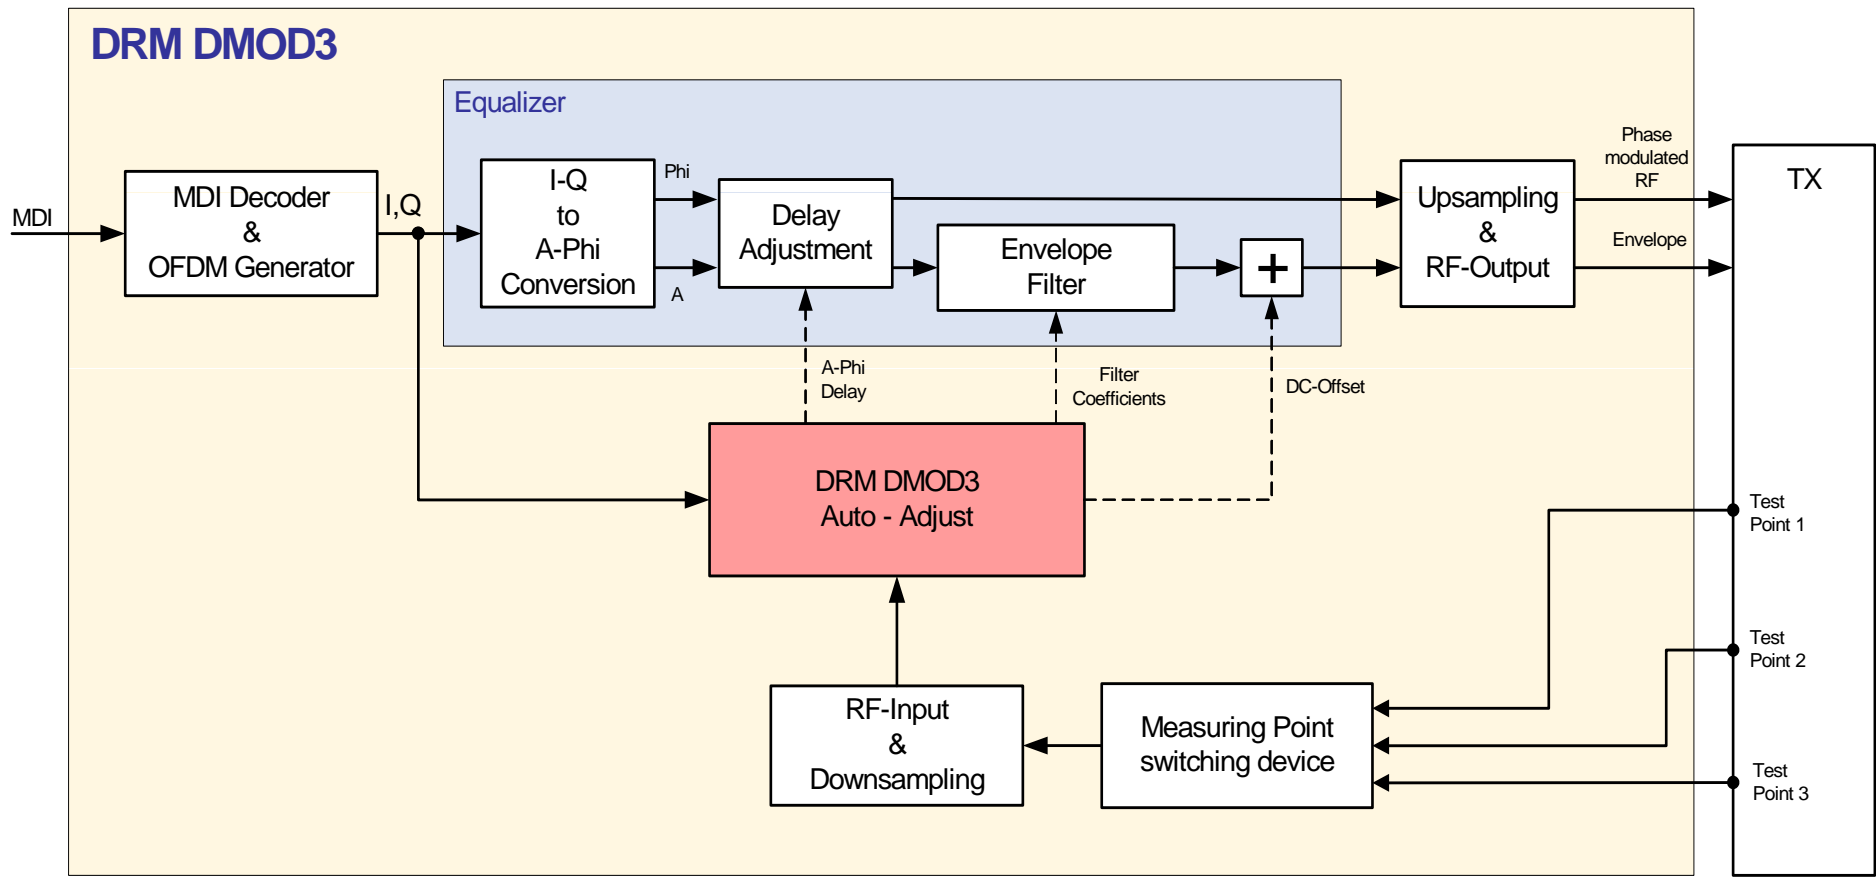 DRM DMOD3
Equalizer
MDI
MDI Decoder
&
OFDM Generator
I,Q
I-Q
to
A-Phi
Conversion
Phi
A
Delay
Adjustment
Envelope
Filter
+
Upsampling
&
RF-Output
Phase
modulated
RF
Envelope
TX
A-Phi
Delay
Filter
Coefficients
DC-Offset
DRM DMOD3
Auto - Adjust
Test
Point 1
Test
Point 2
Test
Point 3
RF-Input
&
Downsampling
Measuring Point
switching device